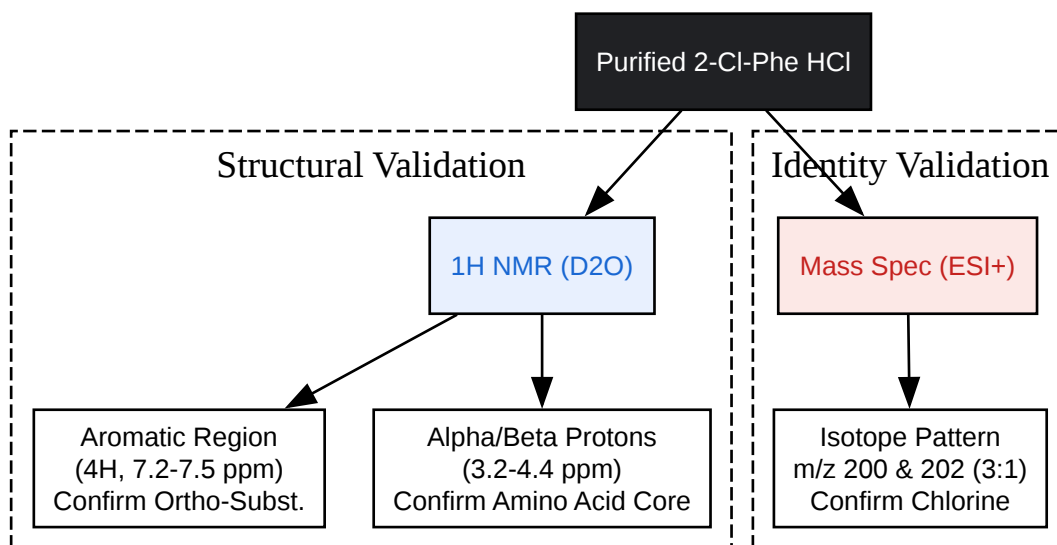 Purified 2-Cl-Phe HCl
Structural Validation
Identity Validation
1H NMR (D2O)
Mass Spec (ESI+)
Aromatic Region
(4H, 7.2-7.5 ppm)
Confirm Ortho-Subst.
Alpha/Beta Protons
(3.2-4.4 ppm)
Confirm Amino Acid Core
Isotope Pattern
m/z 200 & 202 (3:1)
Confirm Chlorine